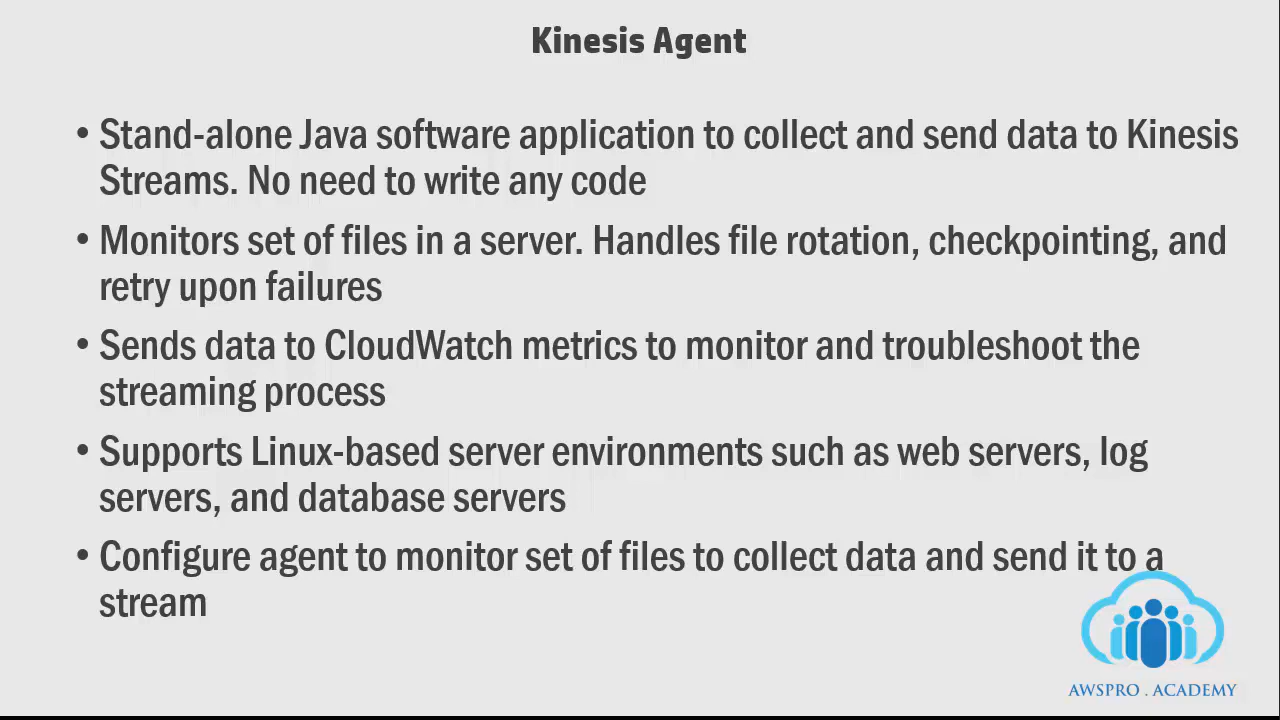 Kinesis Agent
• Stand-alone Java software application to collect and send data to Kinesis
Streams. No need to write any code
• Monitors set of files in a server. Handles file rotation, checkpointing, and
retry upon failures
• Sends data to CloudWatch metrics to monitor and troubleshoot the
streaming process
• Supports Linux-based server environments such as web servers, log
servers, and database servers
• Configure agent to monitor set of files to collect data and send it to a
stream
AWSPRO . ACADEMY